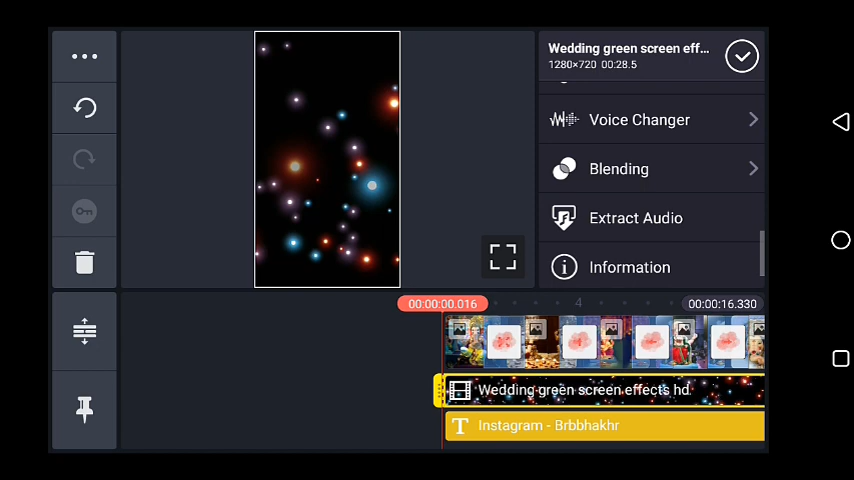 Wedding green screen eff...
1280×720 00:28.5
Voice Changer
Blending
Extract Audio
Information
00:00:00.016
4
00:00:16.330
Wedding green screen effects hd.
Instagram - Brbbhakhr